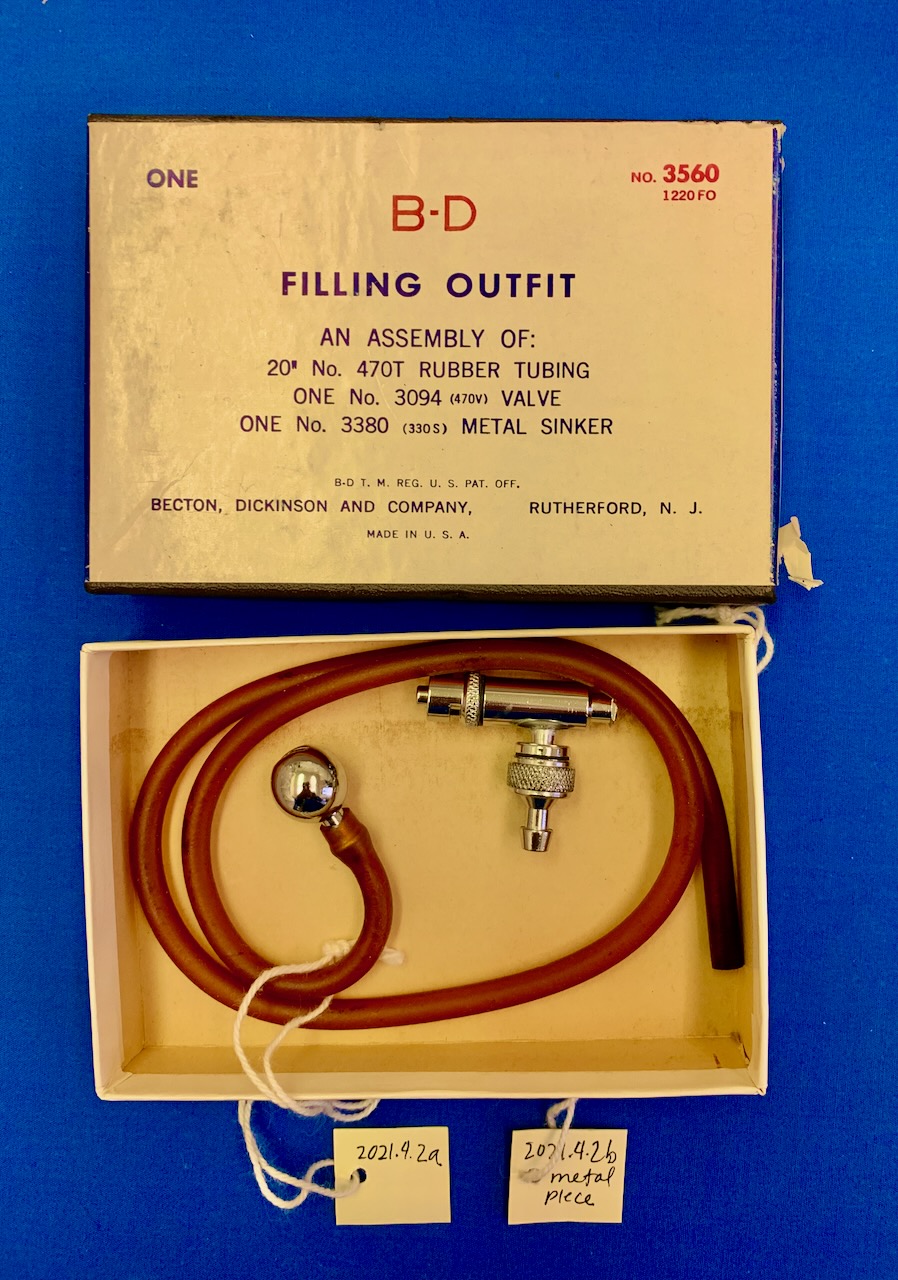 ONE
NO. 3560
1220 FO
B-D
FILLING OUTFIT
AN ASSEMBLY OF:
20" No. 470T RUBBER TUBING
ONE No. 3094 (470V) VALVE
ONE No. 3380 (330S) METAL SINKER
B-D T. M. REG. U. S. PAT. OFF.
BECTON, DICKINSON AND COMPANY, RUTHERFORD, N. J.
MADE IN U. S. A.
2021.4.2a
2021.4.2b
metal
piece